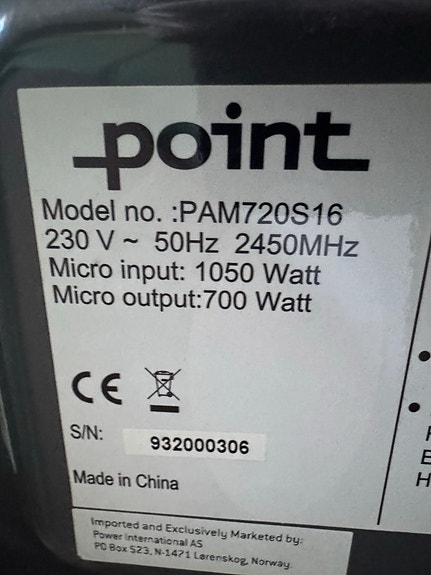 point
Model no. :PAM720S16
230 V ~ 50Hz 2450MHz
Micro input: 1050 Watt
Micro output:700 Watt
CE
S/N: 932000306
Made in China
Imported and Exclusively Marketed by:
Power International AS
PO Box 523, N-1471 Lørenskog, Norway.
E
H